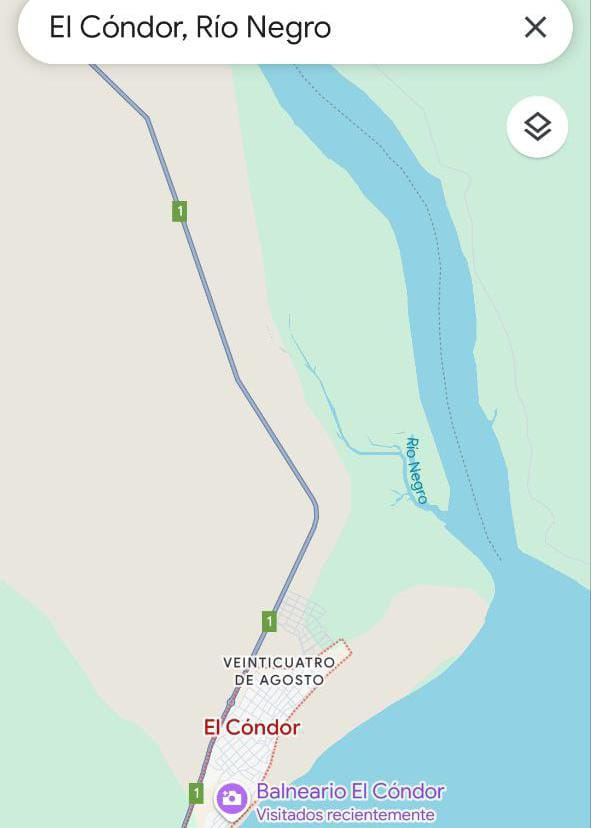 El Cóndor, Río Negro
1
Río Negro
1
VEINTICUATRO
DE AGOSTO
El Cóndor
1
Balneario El Cóndor
Visitados recientemente